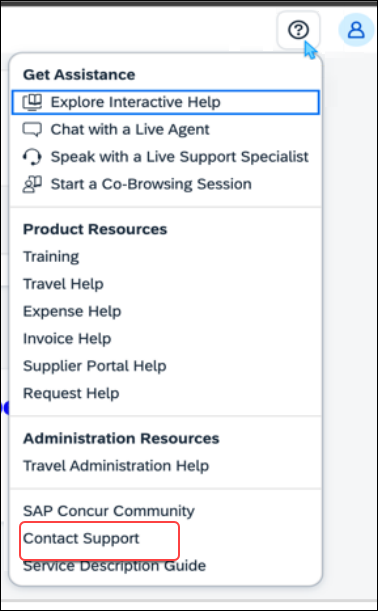 Get Assistance
Explore Interactive Help
Chat with a Live Agent
Speak with a Live Support Specialist
Start a Co-Browsing Session
Product Resources
Training
Travel Help
Expense Help
Invoice Help
Supplier Portal Help
Request Help
Administration Resources
Travel Administration Help
SAP Concur Community
Contact Support
Service Description Guide